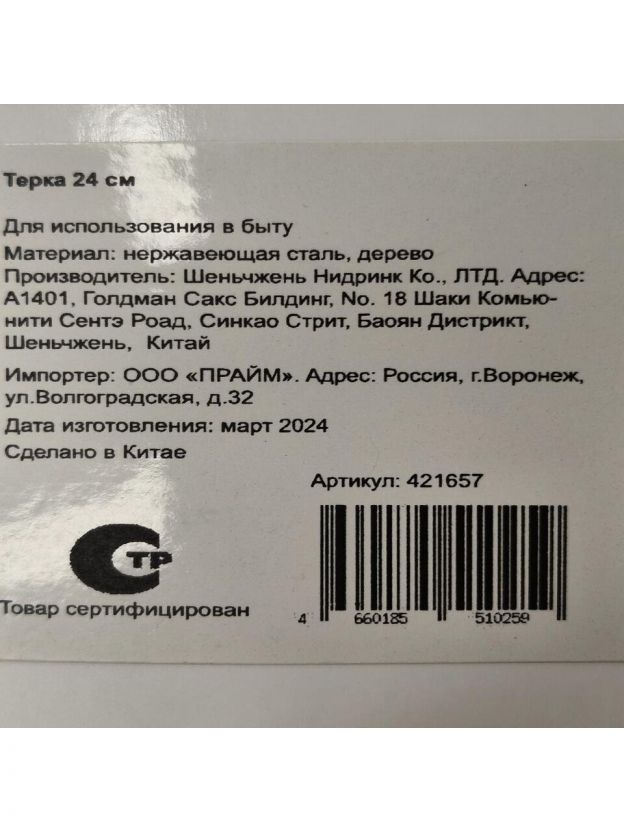 Терка 24 см
Для использования в быту
Материал: нержавеющая сталь, дерево
Производитель: Шеньчжень Нидринк Ко., ЛТД. Адрес:
А1401, Голдман Сакс Билдинг, No. 18 Шаки Комью-
нити Сентэ Роад, Синкао Стрит, Баоян Дистрикт,
Шеньчжень, Китай
Импортер: ООО «ПРАЙМ». Адрес: Россия, г.Воронеж,
ул.Волгоградская, д.32
Дата изготовления: март 2024
Сделано в Китае
Артикул: 421657
СТР
Товар сертифицирован
4 660185 510259